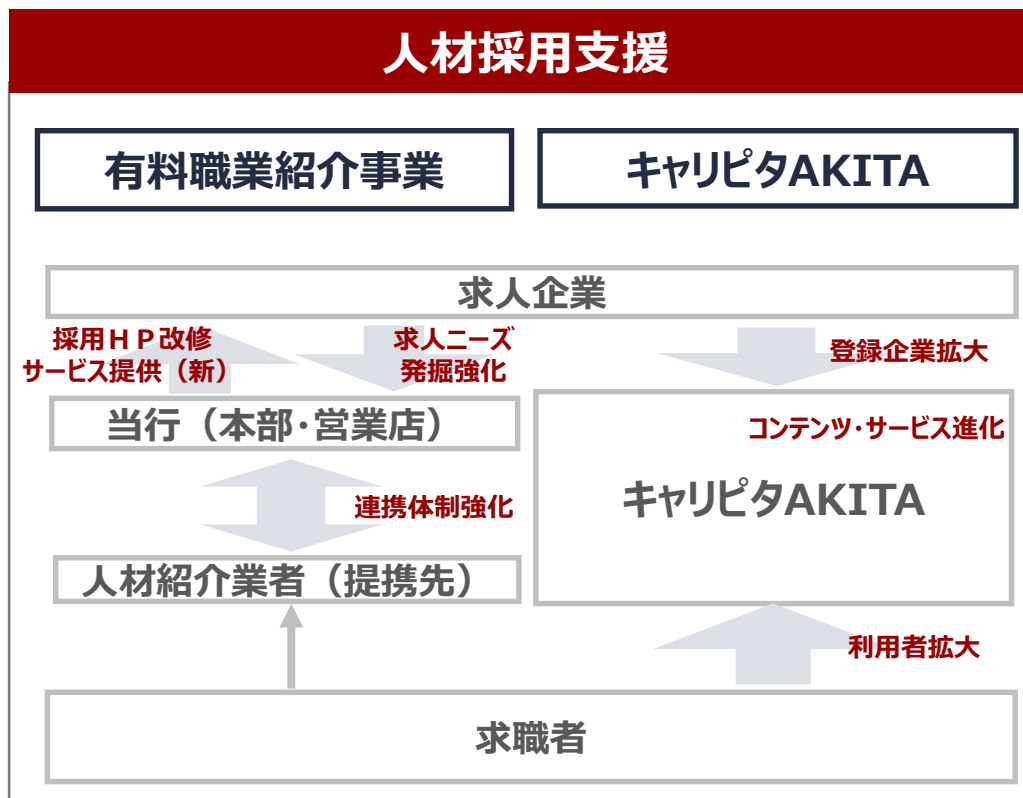 人材採用支援
有料職業紹介事業
キャリピタAKITA
求人企業
採用ＨＰ改修
サービス提供（新）
求人ニーズ
発掘強化
登録企業拡大
当行（本部・営業店）
コンテンツ・サービス進化
キャリピタAKITA
連携体制強化
人材紹介業者（提携先）
利用者拡大
求職者